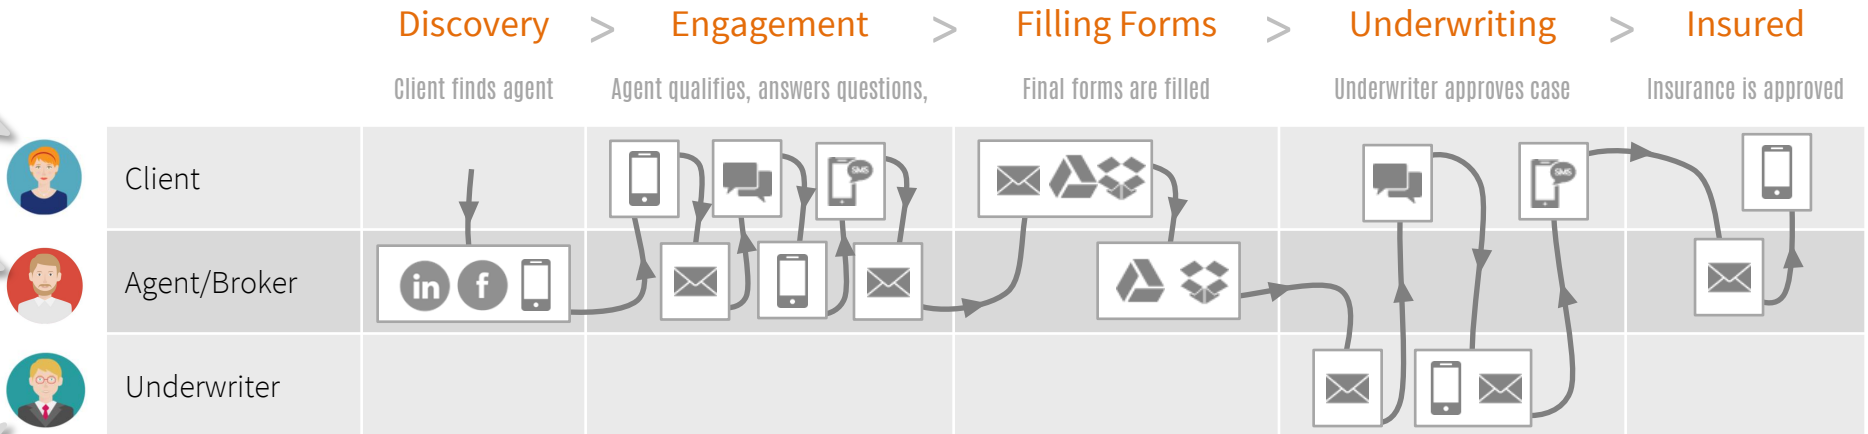 Discovery > Engagement > Filling Forms > Underwriting > Insured
Client finds agent
Agent qualifies, answers questions,
Final forms are filled
Underwriter approves case
Insurance is approved
Client
SMS
SMS
Agent/Broker
in f
Underwriter